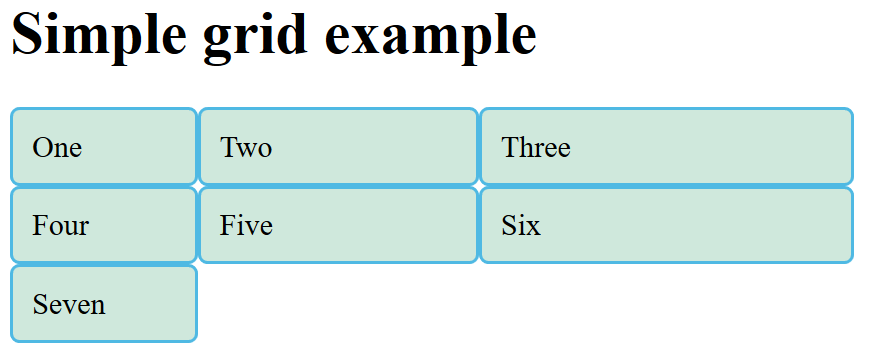 Simple grid example
One Two Three
Four Five Six
Seven